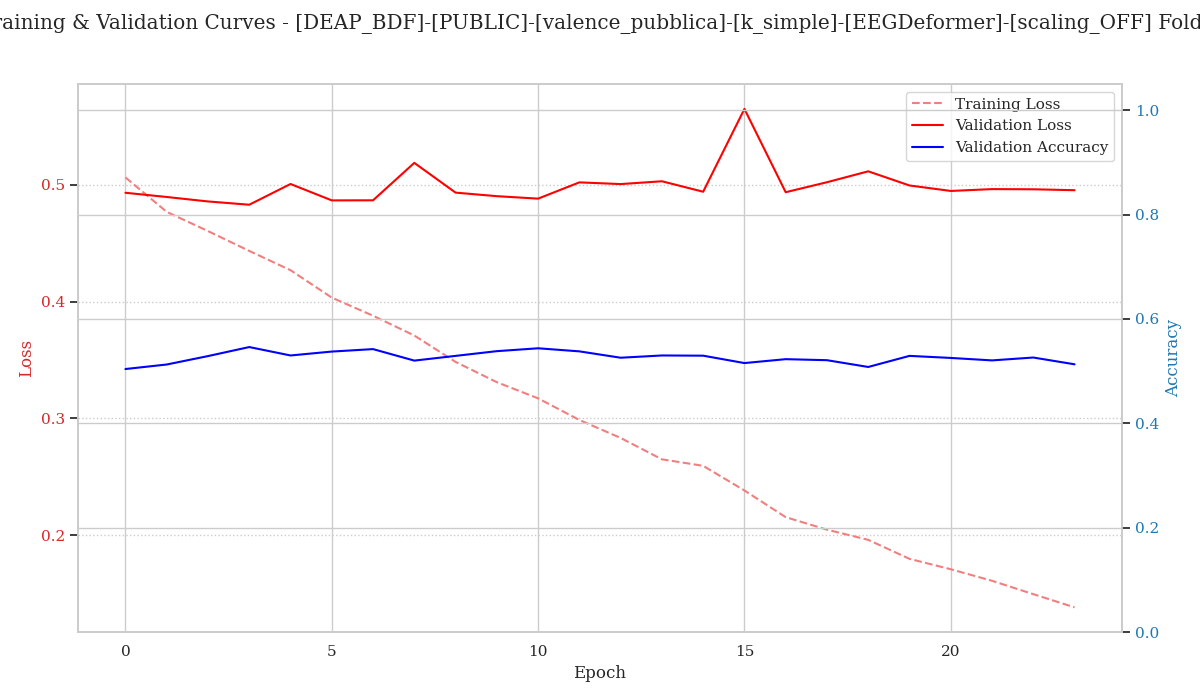 raining & Validation Curves - [DEAP_BDF]-[PUBLIC]-[valence_pubblica]-[k_simple]-[EEGDeformer]-[scaling_OFF] Fold
Training Loss
Validation Loss
Validation Accuracy
0.5
0.4
0.3
0.2
Loss
1.0
0.8
0.6
0.4
0.2
0.0
Accuracy
0
5
10
15
20
Epoch